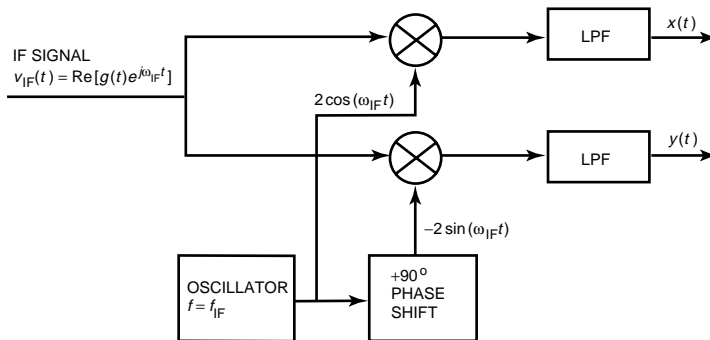 LPF
x(t)
IF SIGNAL
v_IF(t) = Re[g(t)e^{jω_IF t}]
2 cos (ω_IF t)
LPF
y(t)
−2 sin (ω_IF t)
OSCILLATOR
f = f_IF
+90°
PHASE
SHIFT